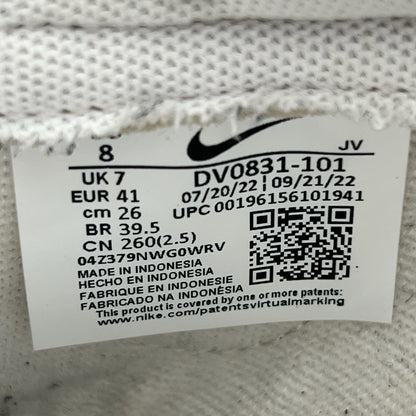 8
JV
UK 7
DV0831-101
EUR 41
07/20/22 | 09/21/22
cm 26
UPC 00196156101941
BR 39.5
CN 260(2.5)
04Z379NWG0WRV
MADE IN INDONESIA
HECHO EN INDONESIA
FABRIQUE EN INDONESIE
FABRICADO NA INDONÉSIA
This product is covered by one or more patents:
www.nike.com/patentsvirtualmarking